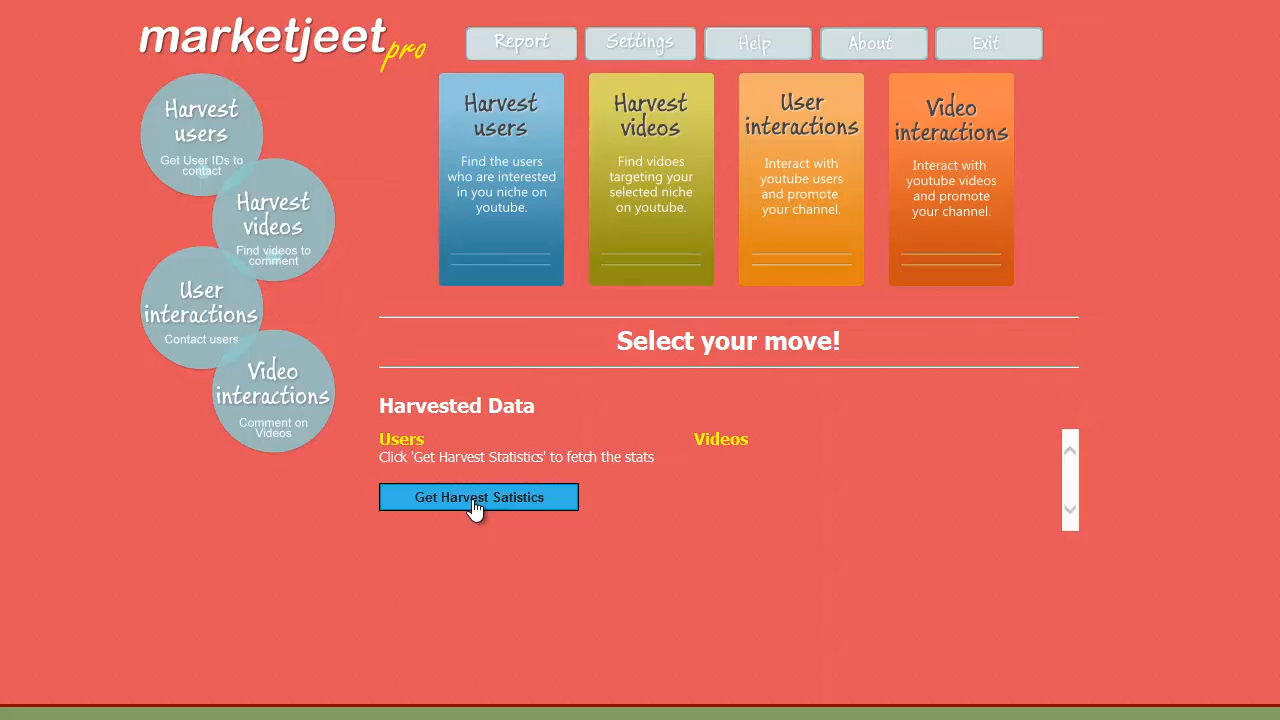 marketjeet pro
Report
Settings
Help
About
Exit
Harvest
users
Get User IDs to
contact
Harvest
videos
Find videos to
comment
User
interactions
Contact users
Video
interactions
Comment on
Videos
Harvest
users
Find the users
who are interested
in you niche on
youtube.
Harvest
videos
Find vidoes
targeting your
selected niche
on youtube.
User
interactions
Interact with
youtube users
and promote
your channel.
Video
interactions
Interact with
youtube videos
and promote
your channel.
Select your move!
Harvested Data
Users
Videos
Click 'Get Harvest Statistics' to fetch the stats
Get Harvest Satistics